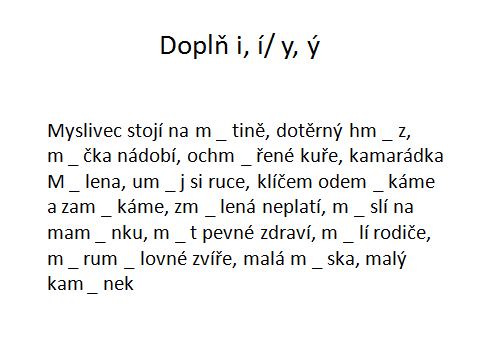 Doplň i, í/ y, ý
Myslivec stojí na m _ tině, dotěrný hm _ z,
m _ čka nádobí, ochm _ řené kuře, kamarádka
M _ lena, um _ j si ruce, klíčem odem _ káme
a zam _ káme, zm _ lená neplatí, m _ slí na
mam _ nku, m _ t pevné zdraví, m _ lí rodiče,
m _ rum _ lovné zvíře, malá m _ ska, malý
kam _ nek